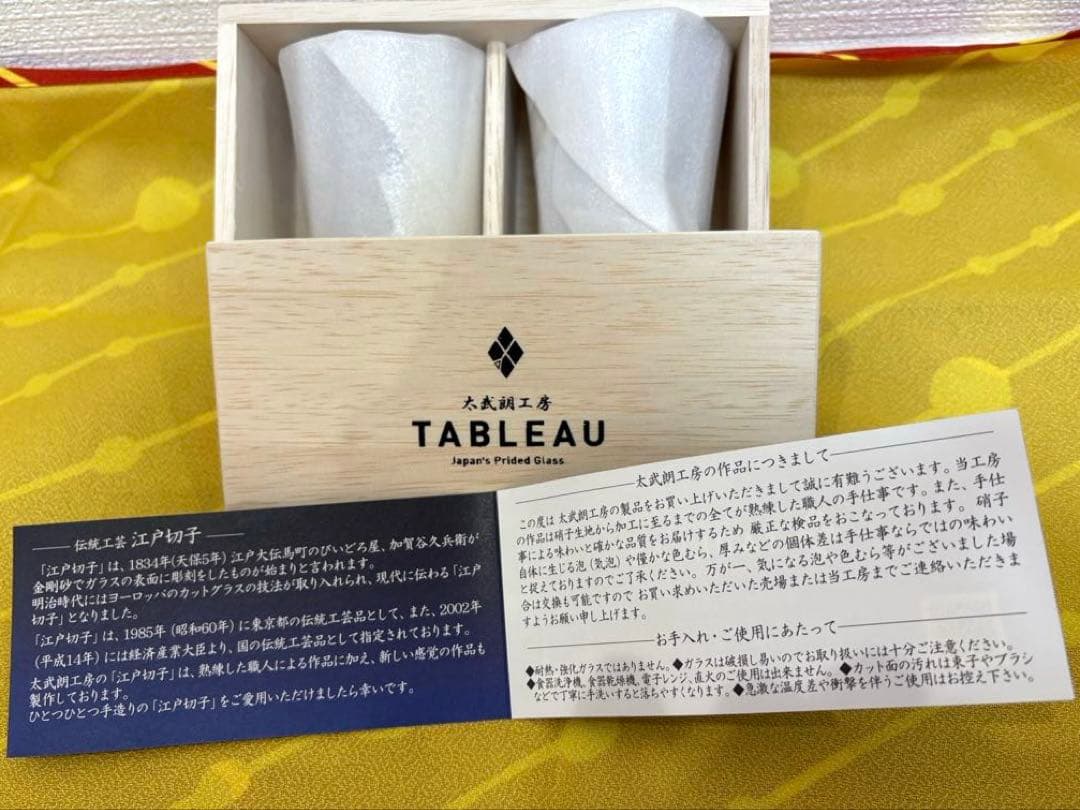 太武朗工房
TABLEAU
Japan's Prided Glass
伝統工芸 江戸切子
「江戸切子」は、1834年(天保5年)江戸大伝馬町のびいどろ屋、加賀谷久兵衛が
金剛砂でガラスの表面に彫刻をしたものが始まりと言われます。
明治時代にはヨーロッパのカットグラスの技法が取り入れられ、現代に伝わる「江戸
切子」となりました。
「江戸切子」は、1985年(昭和60年)に東京都の伝統工芸品として、また、2002年
(平成14年)には経済産業大臣より、国の伝統工芸品として指定されております。
太武朗工房の「江戸切子」は、熟練した職人による作品に加え、新しい感覚の作品も
製作しております。
ひとつひとつ手造りの「江戸切子」をご愛用いただけましたら幸いです。
太武朗工房の作品につきまして
この度は 太武朗工房の製品をお買い上げいただきまして誠に有難うございます。当工房
の作品は硝子生地から加工に至るまでの全てが熟練した職人の手仕事です。また、手仕
事による味わいと確かな品質をお届けするため 厳正な検品をおこなっております。 硝子
自体に生じる泡(気泡)や僅かな色むら、厚みなどの個体差は手仕事ならではの味わい
と捉えておりますのでご了承ください。万が一、気になる泡や色むら等がございました場
合は交換も可能ですので お買い求めいただいた売場または当工房までご連絡いただきま
すようお願い申し上げます。
お手入れ・ご使用にあたって
◆耐熱・強化ガラスではありません。◆ガラスは破損し易いのでお取り扱いには十分ご注意ください。
◆食器洗浄機、食器乾燥機、電子レンジ、直火のご使用は出来ません。◆カット面の汚れは束子やブラシ
などで丁寧に手洗いすると落ちやすくなります。◆急激な温度差や衝撃を伴うご使用はお控え下さい。